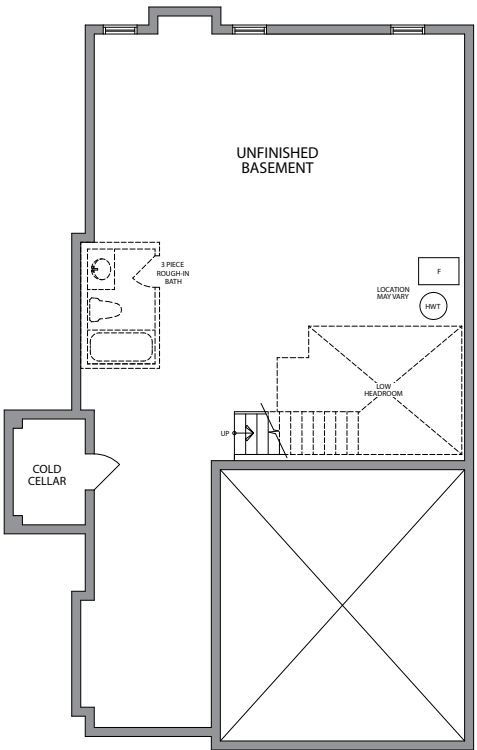 UNFINISHED
BASEMENT
3 PIECE
ROUGH-IN
BATH
F
LOCATION
MAY VARY
HWT
LOW
HEADROOM
UP
COLD
CELLAR